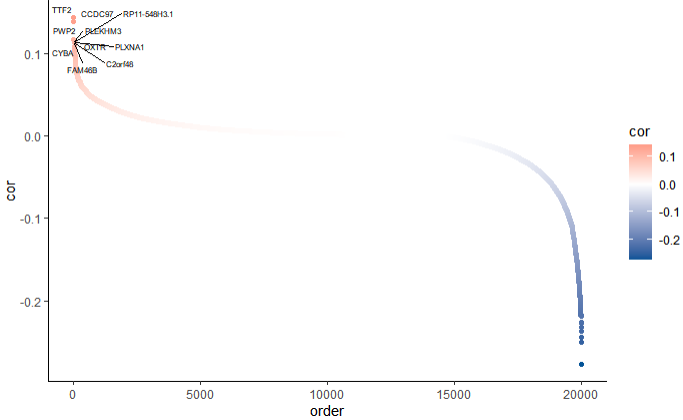 TTF2
CCDC97
RP11-548H3.1
PWP2
PLEKHM3
OXTR
PLXNA1
CYBA
C2orf48
FAM46B
0.1
0.0
-0.1
-0.2
cor
0
5000
10000
15000
20000
order
cor
0.1
0.0
-0.1
-0.2